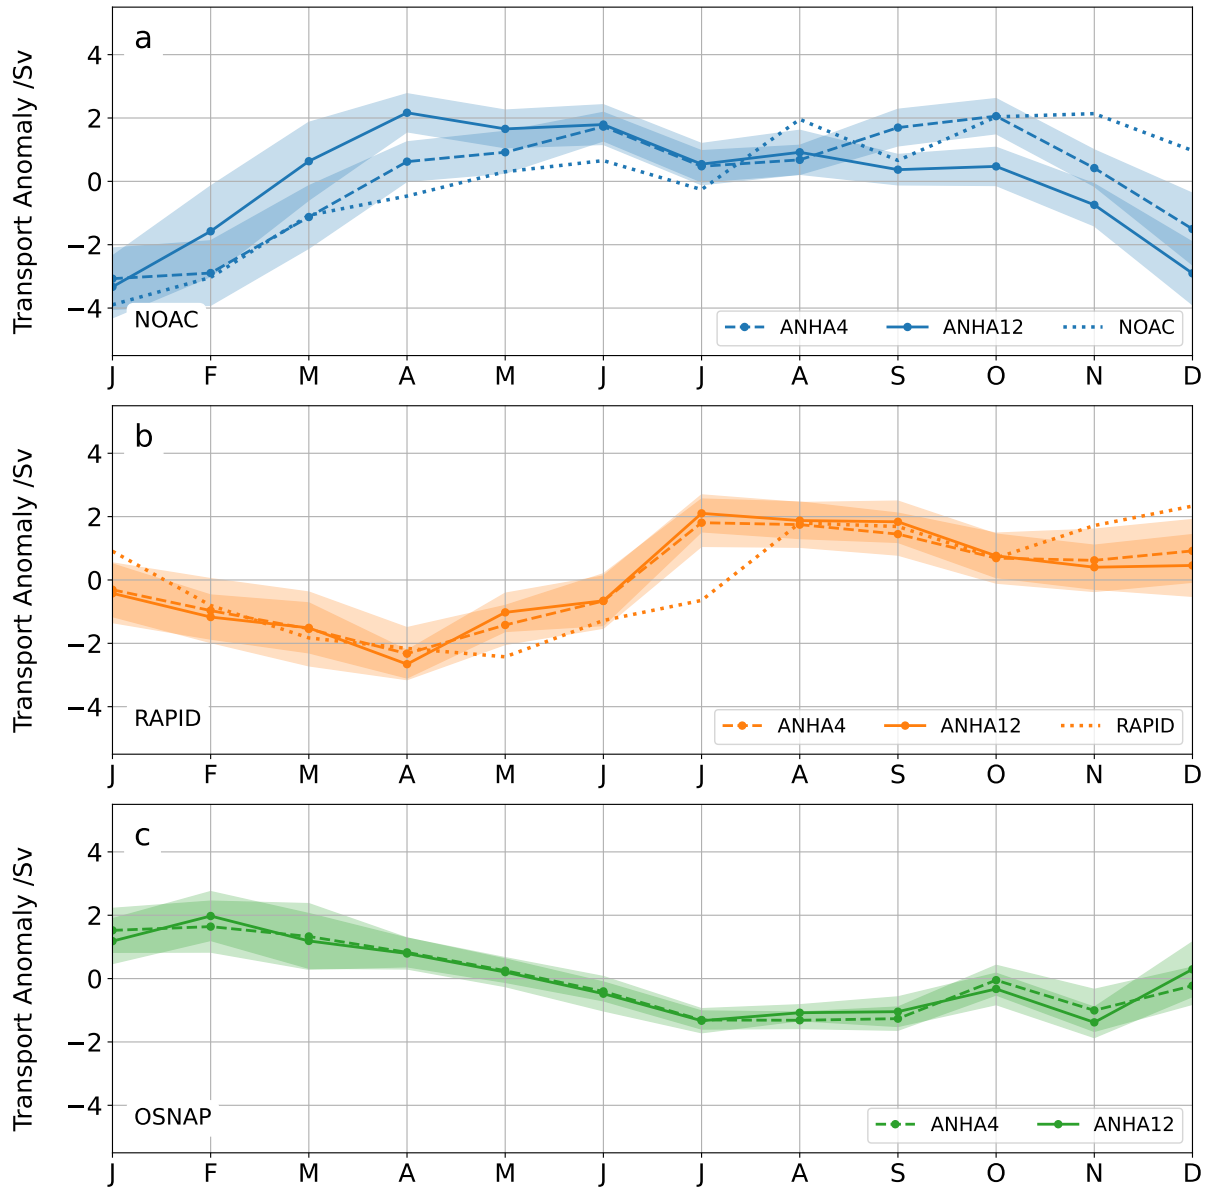 a
Transport Anomaly /Sv
4
2
0
−2
−4
NOAC
ANHA4 ANHA12 NOAC
J F M A M J J A S O N D
b
Transport Anomaly /Sv
4
2
0
−2
−4
RAPID
ANHA4 ANHA12 RAPID
J F M A M J J A S O N D
c
Transport Anomaly /Sv
4
2
0
−2
−4
OSNAP
ANHA4 ANHA12
J F M A M J J A S O N D